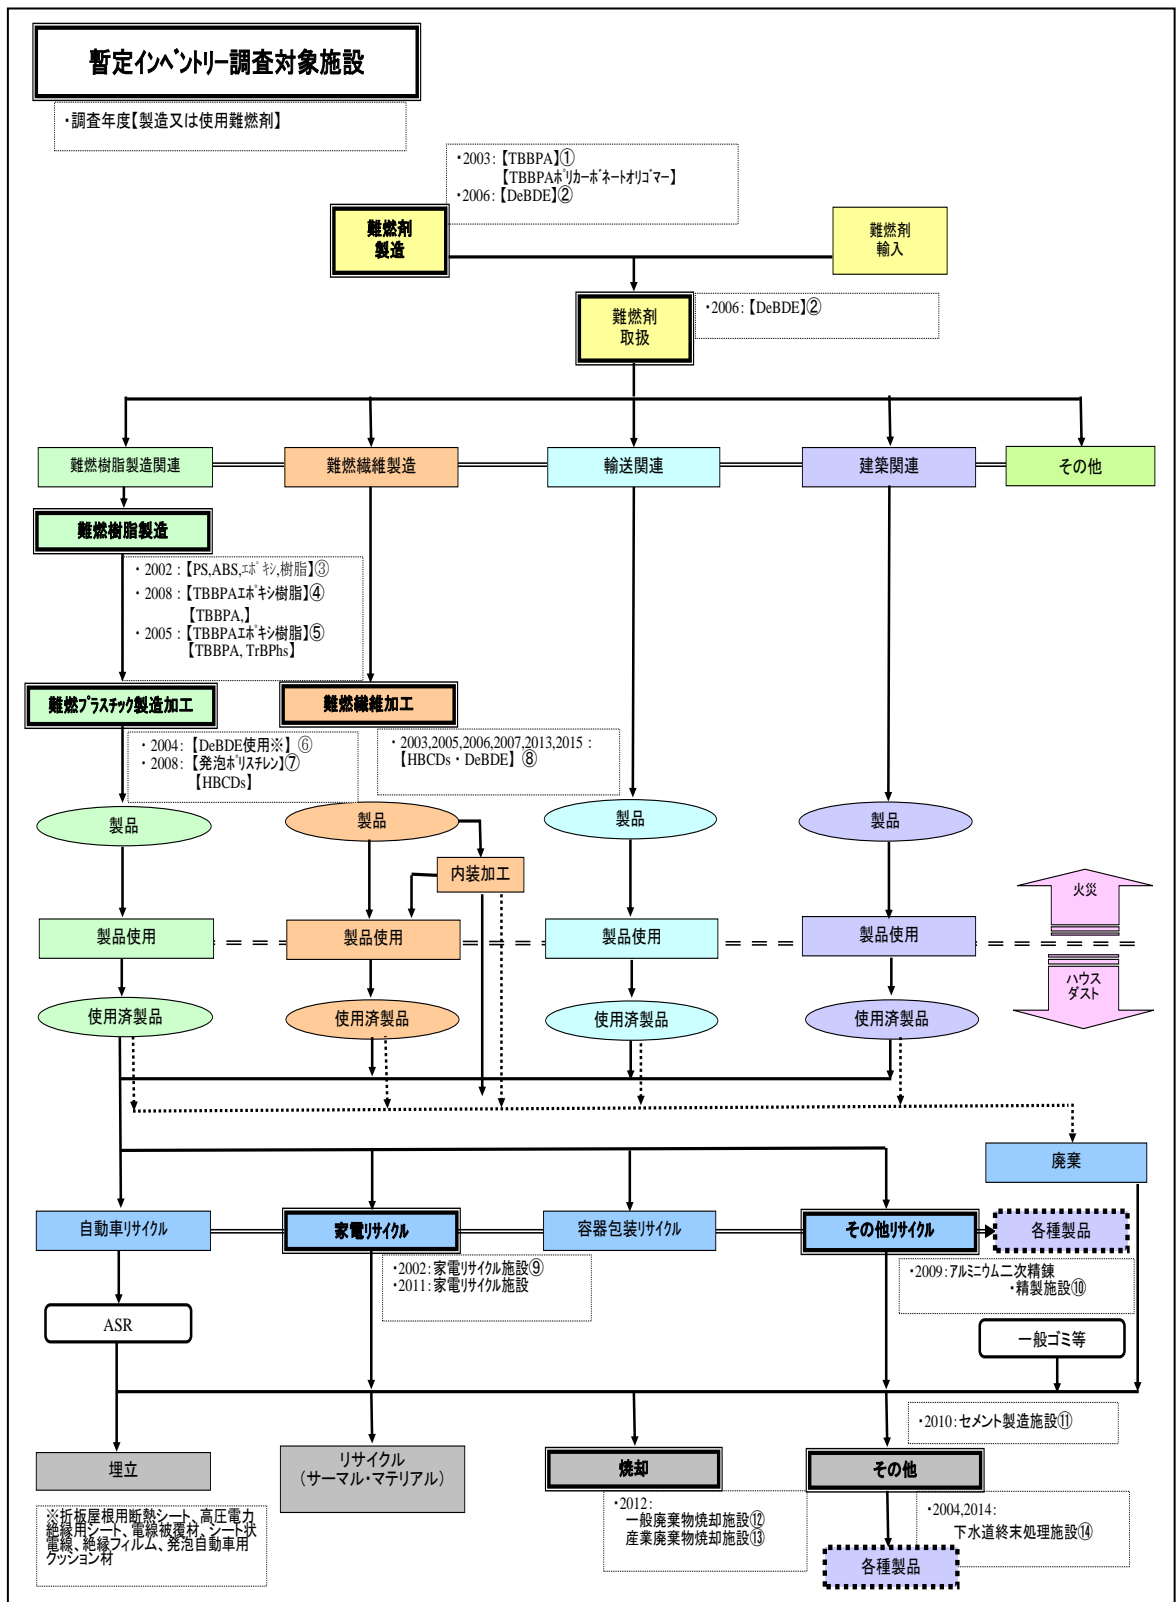 暫定インベントリー調査対象施設
・調査年度【製造又は使用難燃剤】
・2003：【TBBPA】①
【TBBPAポリカーボネートオリゴマー】
・2006：【DeBDE】②
難燃剤
製造
難燃剤
輸入
難燃剤
取扱
・2006：【DeBDE】②
難燃樹脂製造関連
難燃繊維製造
輸送関連
建築関連
その他
難燃樹脂製造
・2002：【PS,ABS,エポキシ,樹脂】③
・2008：【TBBPAエポキシ樹脂】④
【TBBPA,】
・2005：【TBBPAエポキシ樹脂】⑤
【TBBPA, TrBPhs】
難燃プラスチック製造加工
難燃繊維加工
・2004：【DeBDE使用※】⑥
・2008：【発泡ポリスチレン】⑦
【HBCDs】
・2003,2005,2006,2007,2013,2015：
【HBCDs・DeBDE】⑧
製品
製品
製品
製品
内装加工
火災
製品使用
製品使用
製品使用
製品使用
ハウス
ダスト
使用済製品
使用済製品
使用済製品
使用済製品
廃棄
自動車リサイクル
家電リサイクル
容器包装リサイクル
その他リサイクル
各種製品
・2002：家電リサイクル施設⑨
・2011：家電リサイクル施設
・2009：アルミニウム二次精錬
・精製施設⑩
ASR
一般ゴミ等
・2010：セメント製造施設⑪
埋立
リサイクル
（サーマル・マテリアル）
焼却
その他
※折板屋根用断熱シート、高圧電力
絶縁用シート、電線被覆材、シート状
電線、絶縁フィルム、発泡自動車用
クッション材
・2012：
一般廃棄物焼却施設⑫
産業廃棄物焼却施設⑬
・2004,2014：
下水道終末処理施設⑭
各種製品